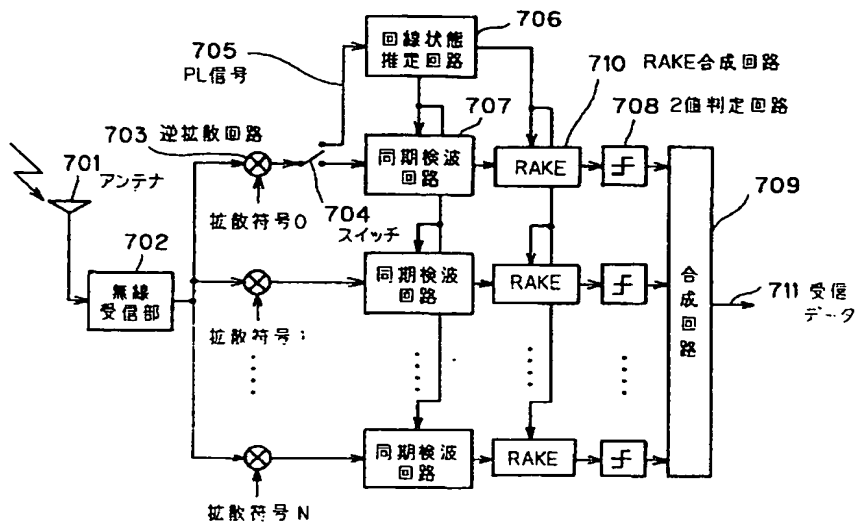 706
705
PL信号
回線状態
推定回路
710 RAKE合成回路
707
708 2値判定回路
703 逆拡散回路
701
アンテナ
同期検波
回路
RAKE
709
拡散符号0
704
スイッチ
702
無線
受信部
同期検波
回路
RAKE
合成回路
711 受信
データ
拡散符号i
同期検波
回路
RAKE
拡散符号N